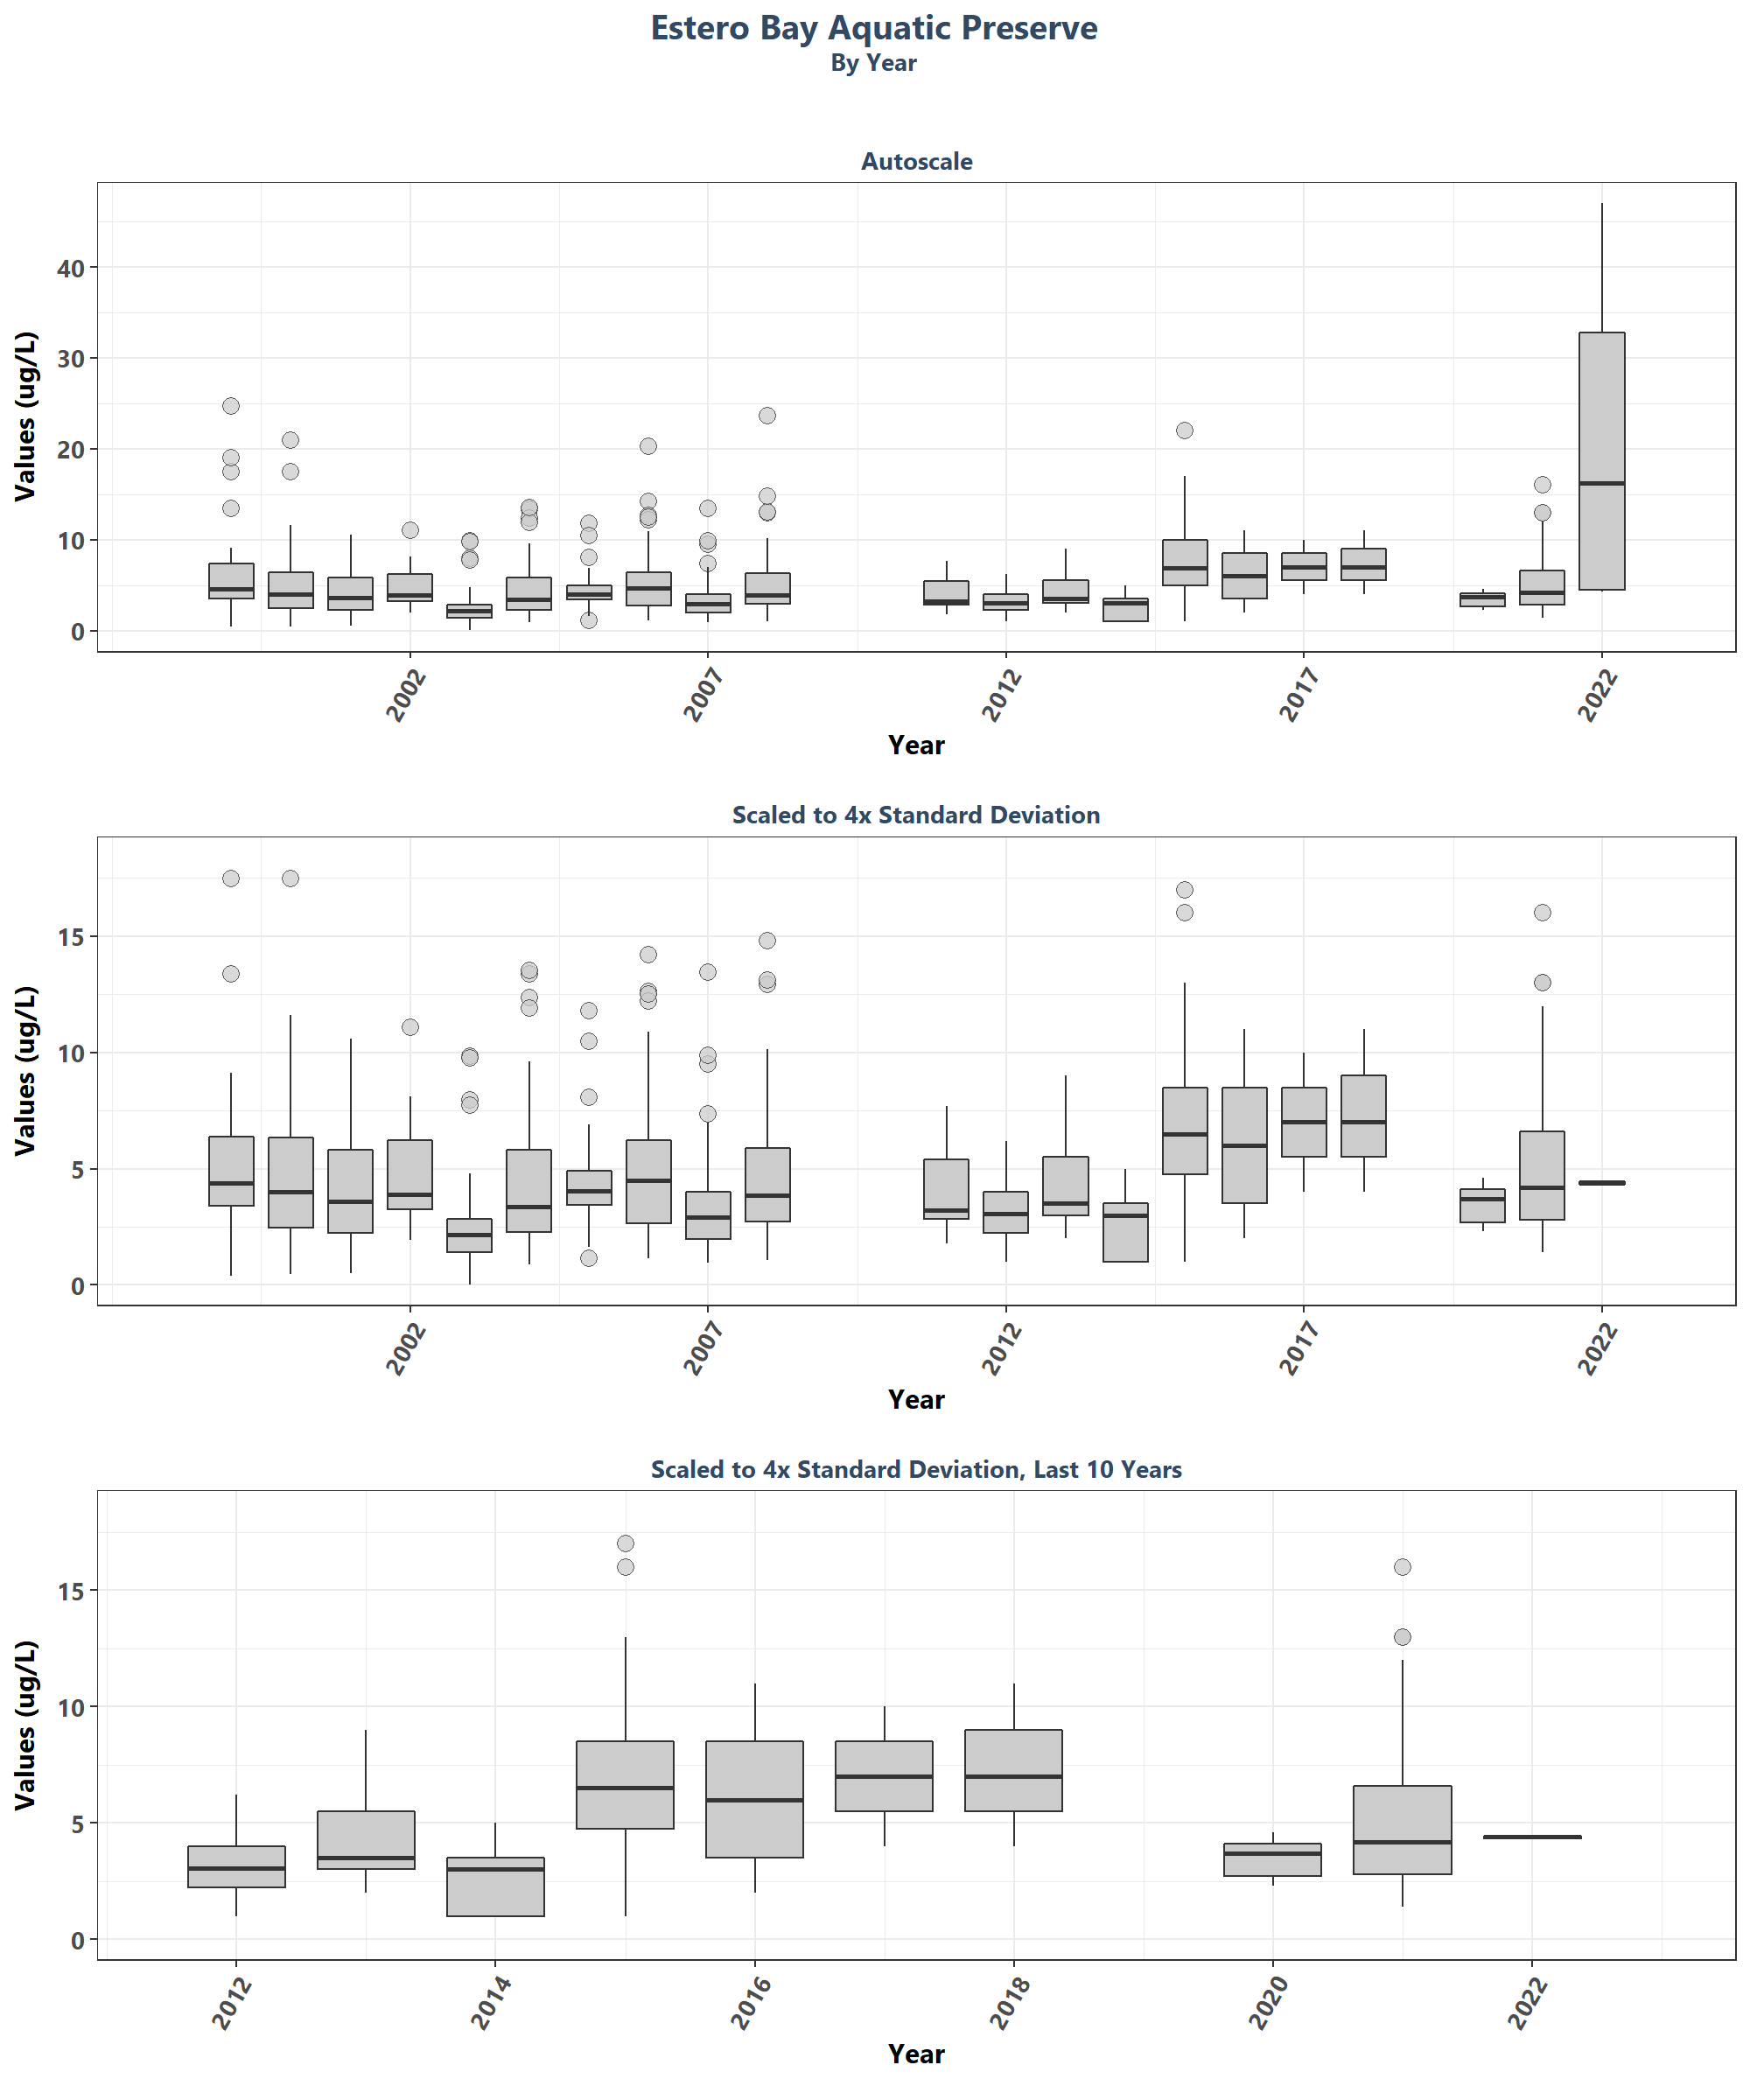 Estero Bay Aquatic Preserve
By Year
Autoscale
Values (ug/L)
40
30
20
10
0
2002
2007
2012
2017
2022
Year
Scaled to 4x Standard Deviation
Values (ug/L)
15
10
5
0
2002
2007
2012
2017
2022
Year
Scaled to 4x Standard Deviation, Last 10 Years
Values (ug/L)
15
10
5
0
2012
2014
2016
2018
2020
2022
Year